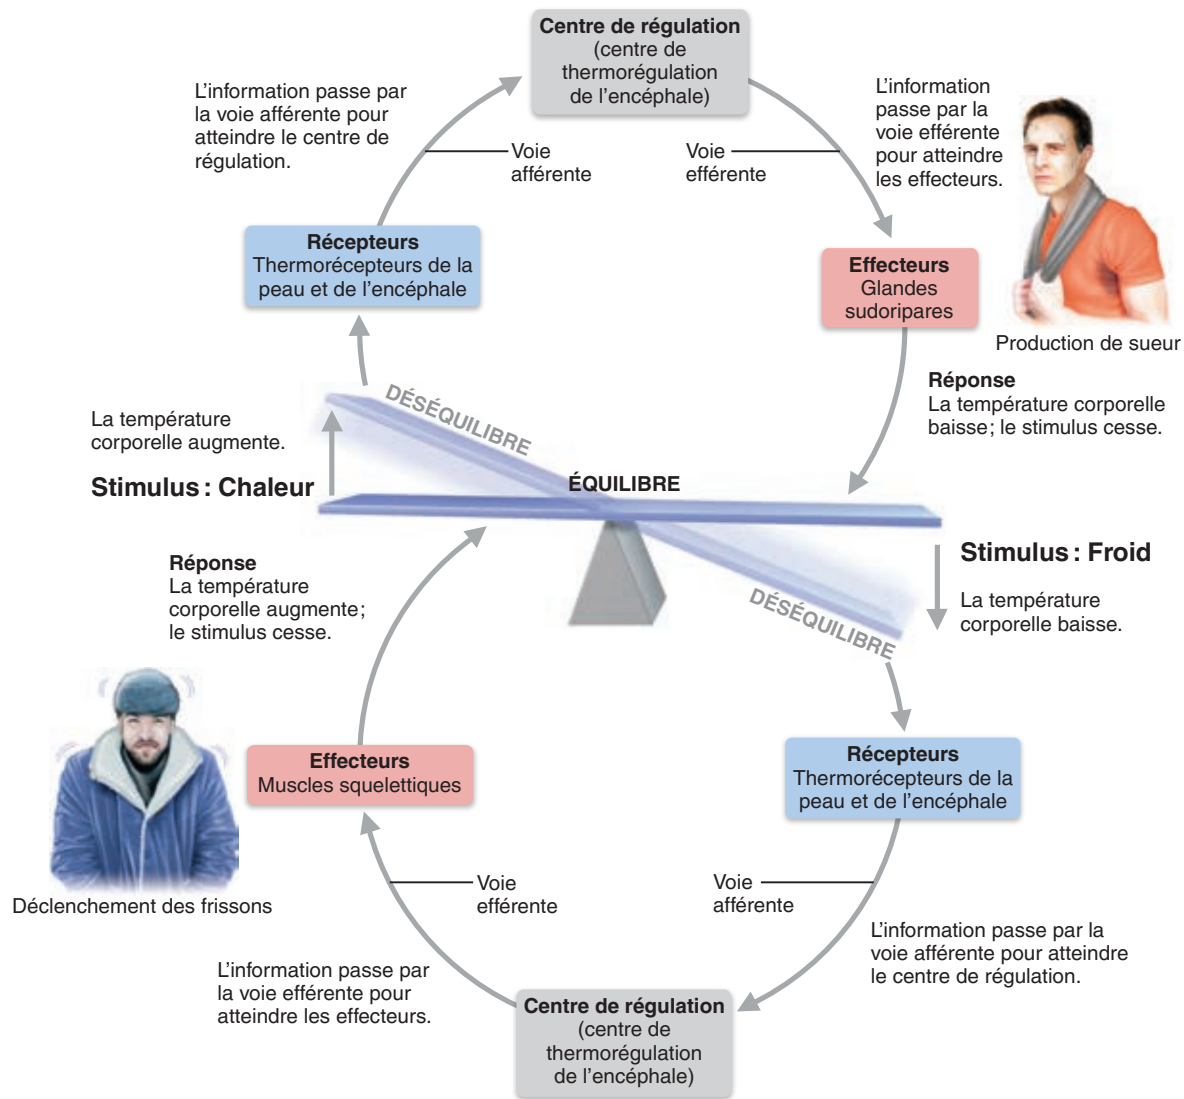 Centre de régulation
(centre de
thermorégulation
de l'encéphale)
L'information passe par
la voie afférente pour
atteindre le centre de
régulation.
Voie
afférente
Voie
efférente
L'information
passe par la
voie efférente
pour atteindre
les effecteurs.
Récepteurs
Thermorécepteurs de la
peau et de l'encéphale
Effecteurs
Glandes
sudoripares
Production de sueur
Réponse
La température corporelle
baisse; le stimulus cesse.
La température
corporelle augmente.
Stimulus : Chaleur
DÉSÉQUILIBRE
ÉQUILIBRE
DÉSÉQUILIBRE
Stimulus : Froid
La température
corporelle baisse.
Réponse
La température
corporelle augmente;
le stimulus cesse.
Déclenchement des frissons
Effecteurs
Muscles squelettiques
Récepteurs
Thermorécepteurs de la
peau et de l'encéphale
Voie
efférente
Voie
afférente
L'information passe par la
voie afférente pour atteindre
le centre de régulation.
L'information passe par
la voie efférente pour
atteindre les effecteurs.
Centre de régulation
(centre de
thermorégulation
de l'encéphale)